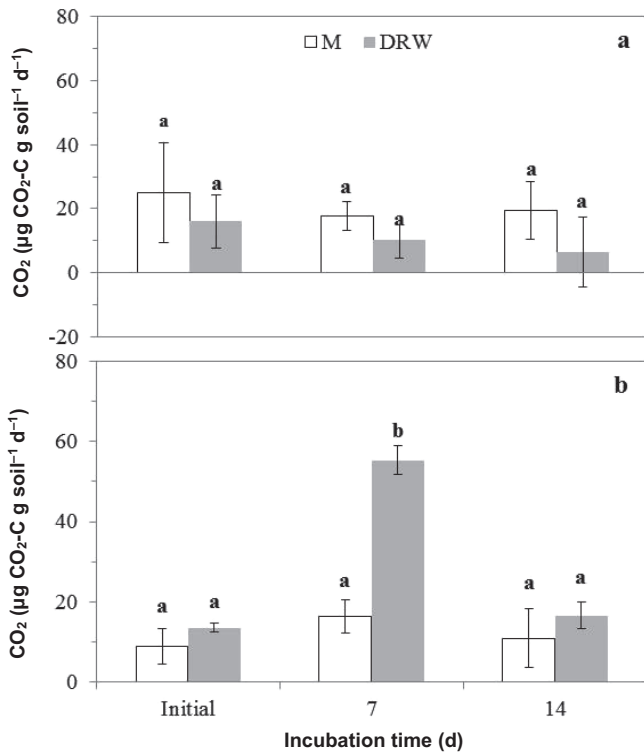 80
M DRW a
60
40
20
0
-20
CO₂ (µg CO₂-C g soil⁻¹ d⁻¹)
a a a a a a
80
b
60
40
20
0
CO₂ (µg CO₂-C g soil⁻¹ d⁻¹)
a a a b a a
Initial 7 14
Incubation time (d)